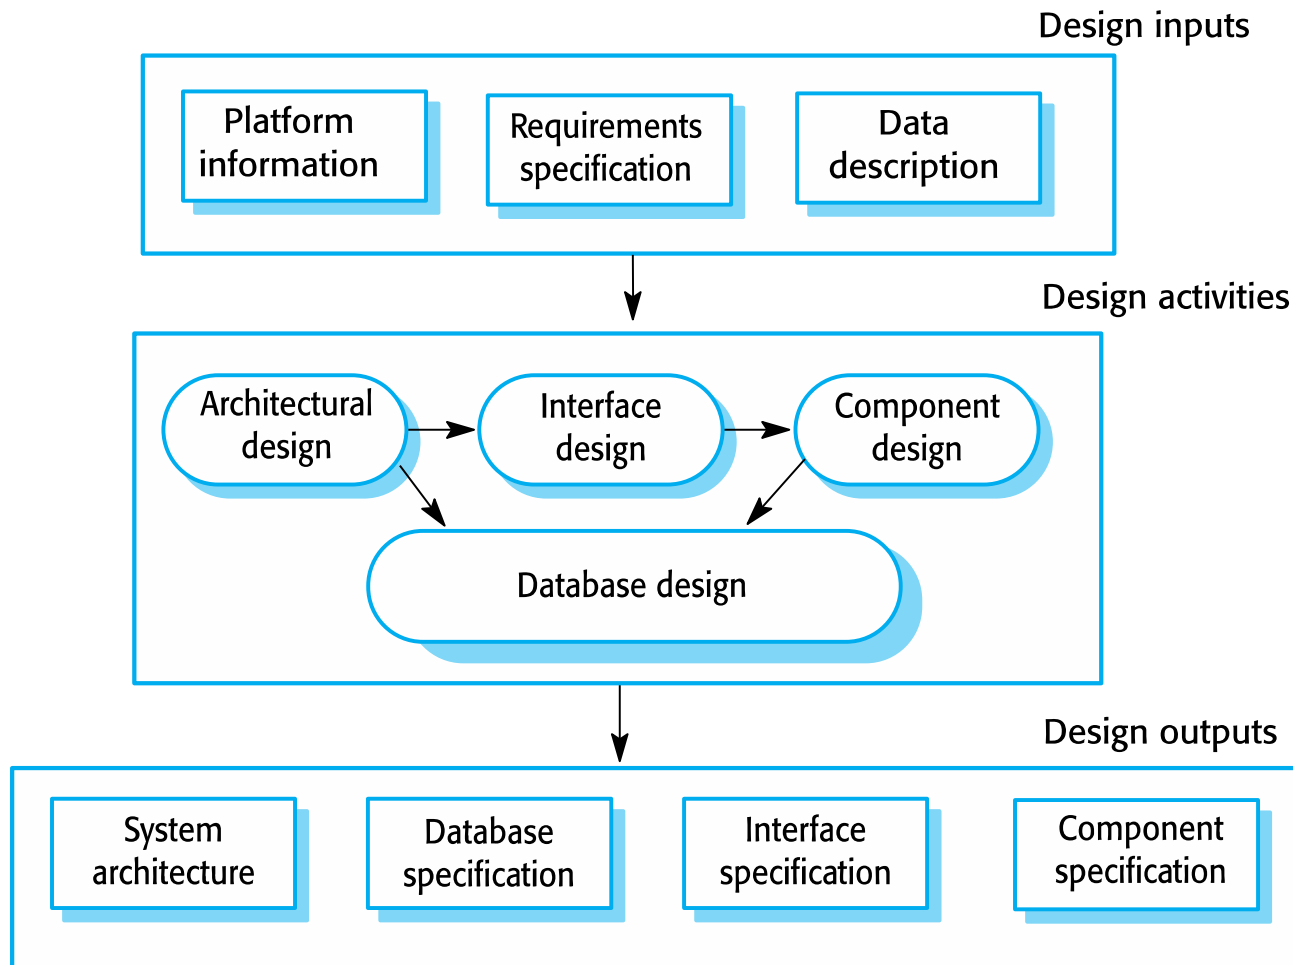 Design inputs
Platform
information
Requirements
specification
Data
description
Design activities
Architectural
design
Interface
design
Component
design
Database design
Design outputs
System
architecture
Database
specification
Interface
specification
Component
specification